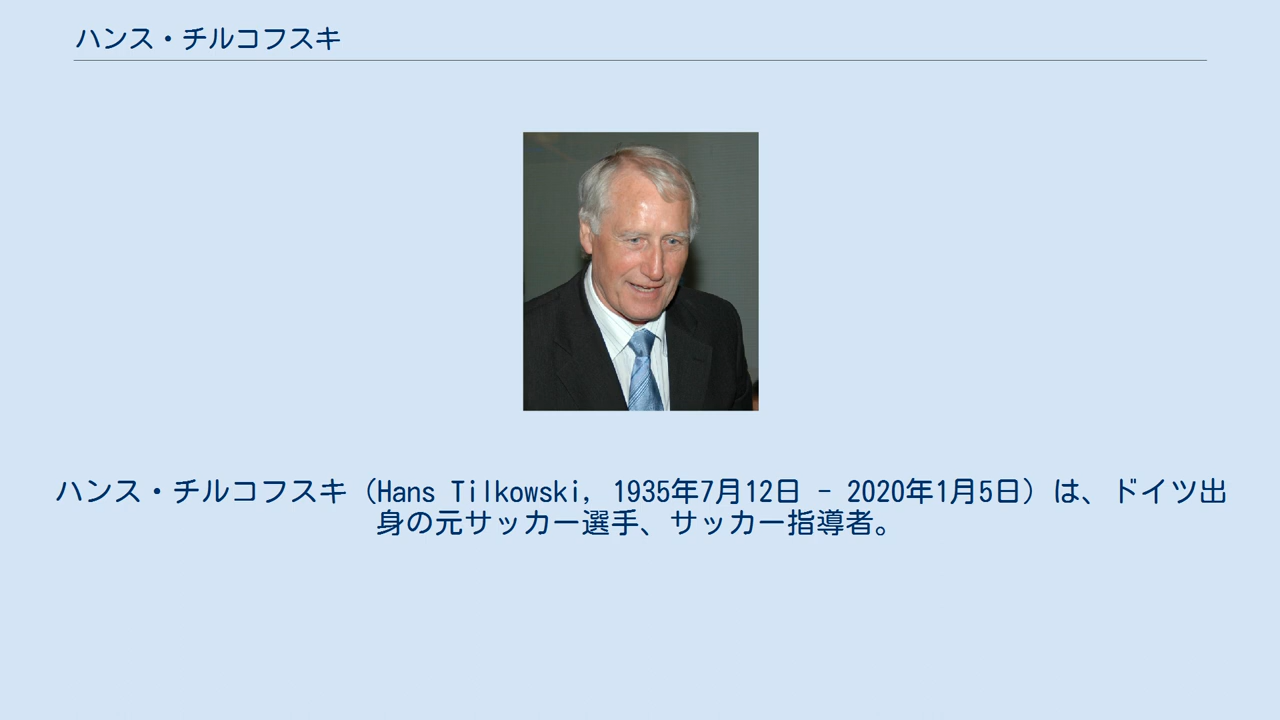 ハンス・チルコフスキ
ハンス・チルコフスキ（Hans Tilkowski, 1935年7月12日 - 2020年1月5日）は、ドイツ出
身の元サッカー選手、サッカー指導者。